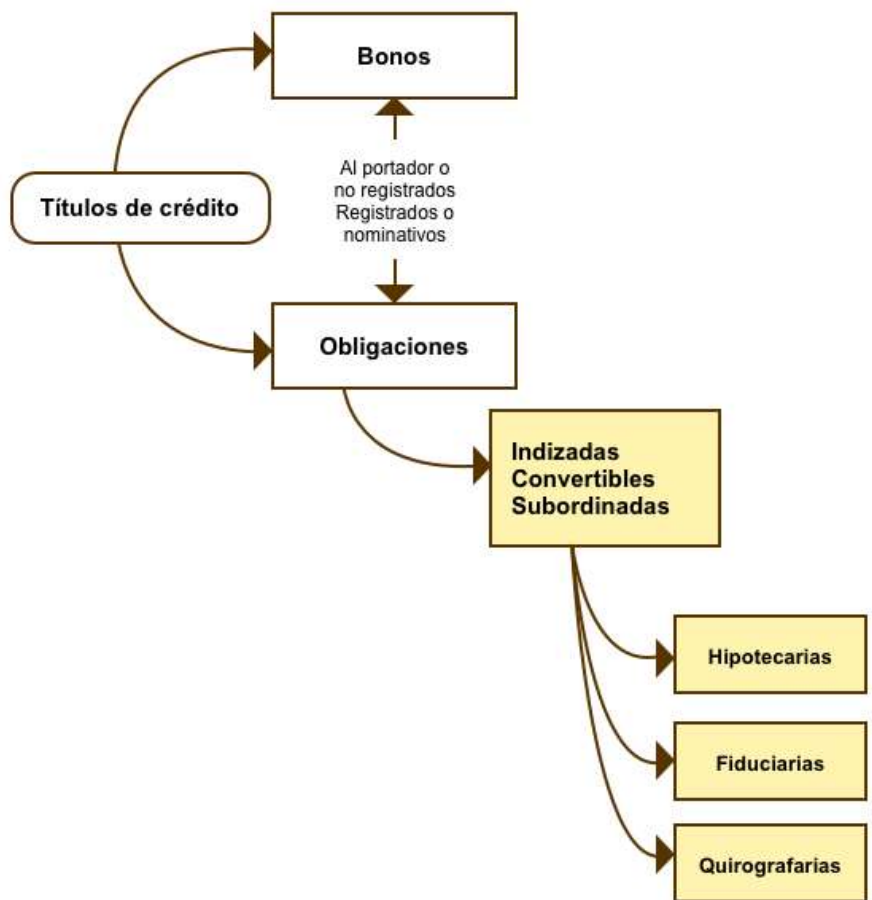 Bonos
Al portador o
no registrados
Registrados o
nominativos
Títulos de crédito
Obligaciones
Indizadas
Convertibles
Subordinadas
Hipotecarias
Fiduciarias
Quirografarias